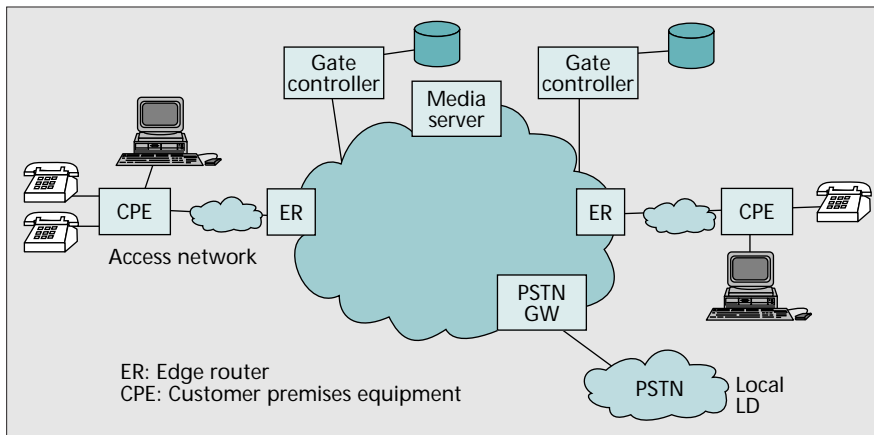 Gate
controller
Gate
controller
Media
server
CPE
ER
ER
CPE
Access network
PSTN
GW
ER: Edge router
CPE: Customer premises equipment
PSTN
Local
LD